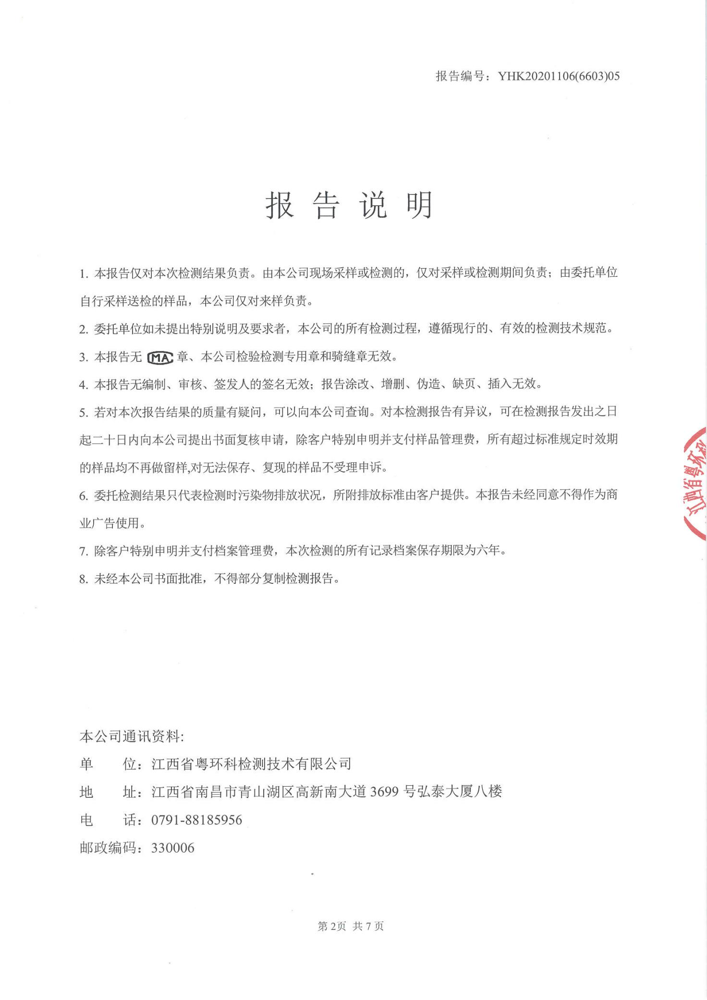 报告编号：YHK20201106(6603)05
报告说明
1. 本报告仅对本次检测结果负责。由本公司现场采样或检测的，仅对采样或检测期间负责；由委托单位
自行采样送检的样品，本公司仅对来样负责。
2. 委托单位如未提出特别说明及要求者，本公司的所有检测过程，遵循现行的、有效的检测技术规范。
3. 本报告无 CMA 章、本公司检验检测专用章和骑缝章无效。
4. 本报告无编制、审核、签发人的签名无效；报告涂改、增删、伪造、缺页、插入无效。
5. 若对本次报告结果的质量有疑问，可以向本公司查询。对本检测报告有异议，可在检测报告发出之日
起二十日内向本公司提出书面复核申请，除客户特别申明并支付样品管理费，所有超过标准规定时效期
的样品均不再做留样,对无法保存、复现的样品不受理申诉。
6. 委托检测结果只代表检测时污染物排放状况，所附排放标准由客户提供。本报告未经同意不得作为商
业广告使用。
7. 除客户特别申明并支付档案管理费，本次检测的所有记录档案保存期限为六年。
8. 未经本公司书面批准，不得部分复制检测报告。
江西省粤环科
本公司通讯资料:
单 位：江西省粤环科检测技术有限公司
地 址：江西省南昌市青山湖区高新南大道 3699 号弘泰大厦八楼
电 话：0791-88185956
邮政编码：330006
第 2页 共 7 页